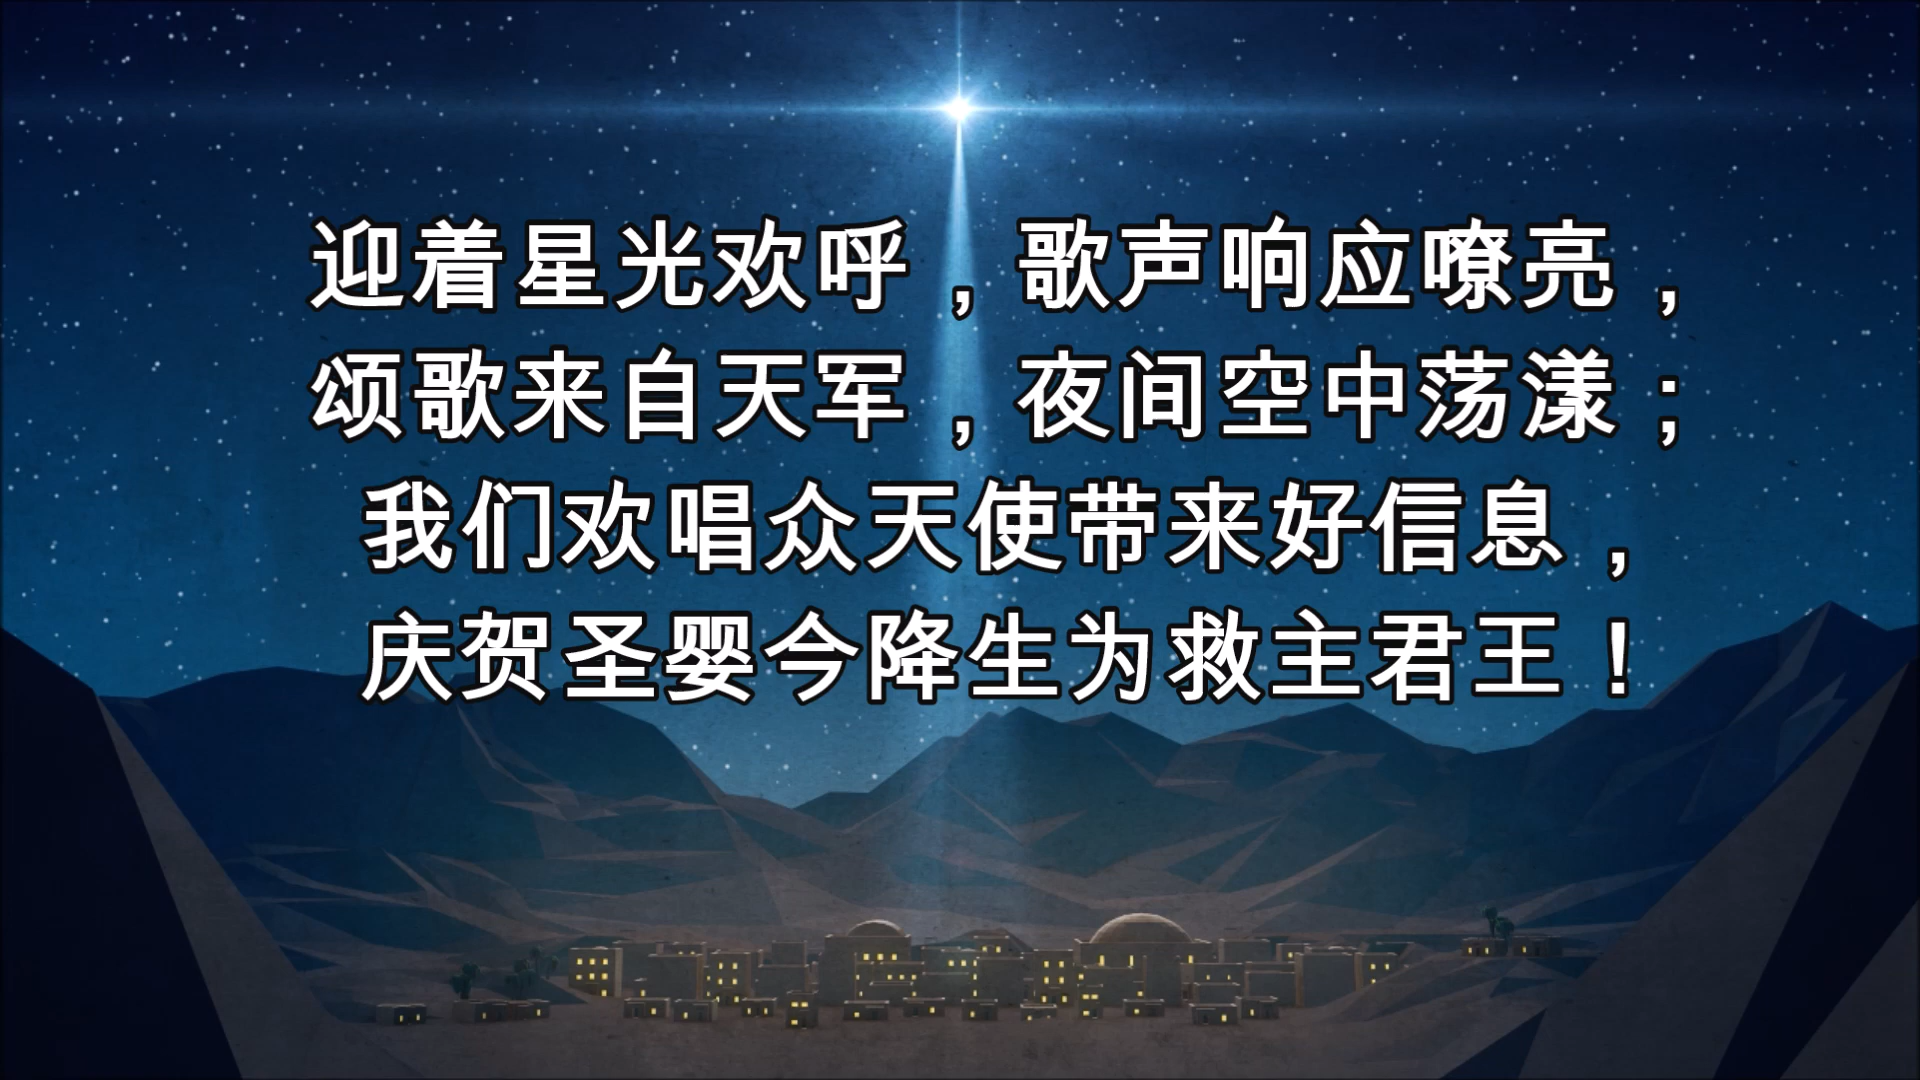 迎着星光欢呼，歌声响应嘹亮，
颂歌来自天军，夜间空中荡漾；
我们欢唱众天使带来好信息，
庆贺圣婴今降生为救主君王！